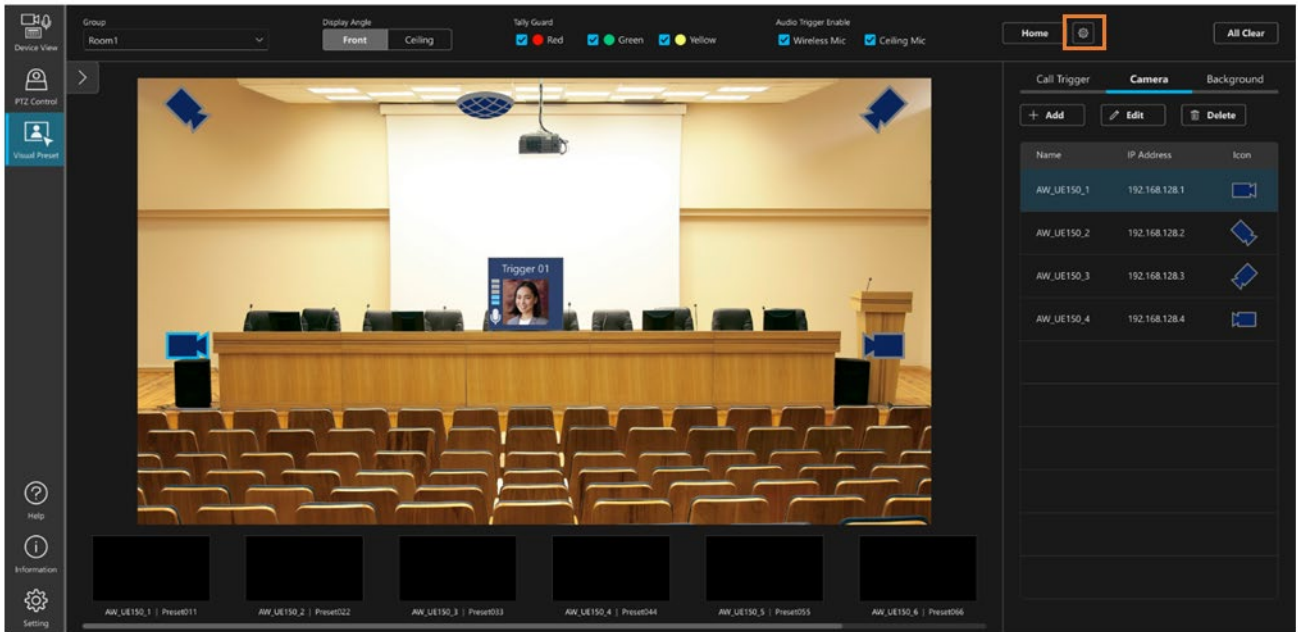 Device View
PTZ Control
Visual Preset
Help
Information
Setting
Group
Room1
Display Angle
Front Ceiling
Tally Guard
Red Green Yellow
Audio Trigger Enable
Wireless Mic Ceiling Mic
Home
All Clear
Trigger 01
AW_UE150_1 | Preset011
AW_UE150_2 | Preset022
AW_UE150_3 | Preset033
AW_UE150_4 | Preset044
AW_UE150_5 | Preset055
AW_UE150_6 | Preset066
Call Trigger Camera Background
+ Add Edit Delete
Name IP Address Icon
AW_UE150_1 192.168.128.1
AW_UE150_2 192.168.128.2
AW_UE150_3 192.168.128.3
AW_UE150_4 192.168.128.4